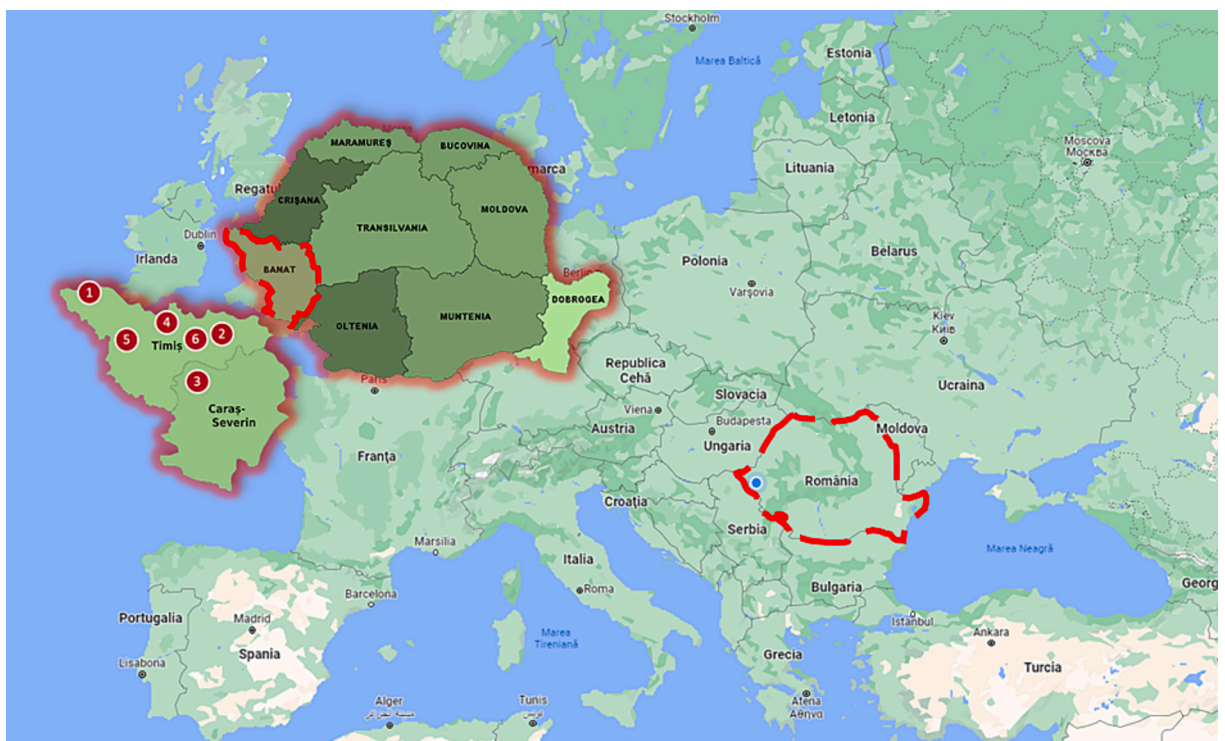 Stockholm
Marea Baltică
Estonia
Letonia
Moscova
Москва
Lituania
MARAMUREȘ
BUCOVINA
marca
Regatul
CRIȘANA
MOLDOVA
TRANSILVANIA
Dublin
Irlanda
BANAT
Belarus
Polonia
Varșovia
Berlin
DOBROGEA
1
4
5
6
2
Timiș
OLTENIA
MUNTENIA
Kiev
Київ
Republica
Cehă
Ucraina
3
Paris
Caraș-
Severin
Slovacia
Viena
Budapesta
Austria
Ungaria
Moldova
Franța
România
Croația
Serbia
Marsilia
Italia
Marea Neagră
Bulgaria
Georg
Barcelona
Roma
Portugalia
Madrid
Istanbul
Ankara
Marea
Tireniană
Spania
Grecia
Lisabona
Turcia
Alger
Tunis
تونس
Atena
Αθήνα